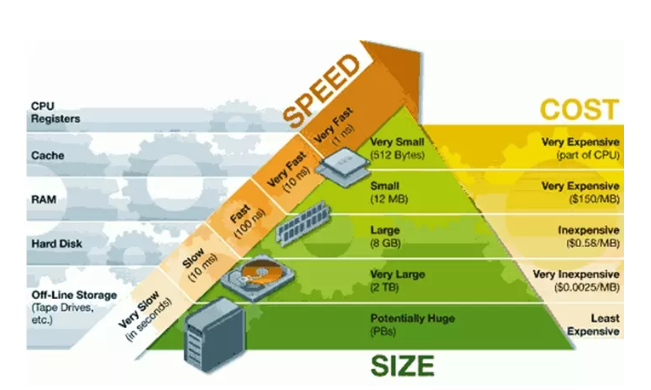 SPEED
COST
CPU
Registers
Cache
RAM
Hard Disk
Off-Line Storage
(Tape Drives,
etc.)
Very Fast
(1 ns)
Very Fast
(10 ns)
Fast
(100 ns)
Slow
(10 ms)
Very Slow
(in seconds)
Very Small
(512 Bytes)
Small
(12 MB)
Large
(8 GB)
Very Large
(2 TB)
Potentially Huge
(PBs)
Very Expensive
(part of CPU)
Very Expensive
($150/MB)
Inexpensive
($0.58/MB)
Very Inexpensive
($0.0025/MB)
Least
Expensive
SIZE